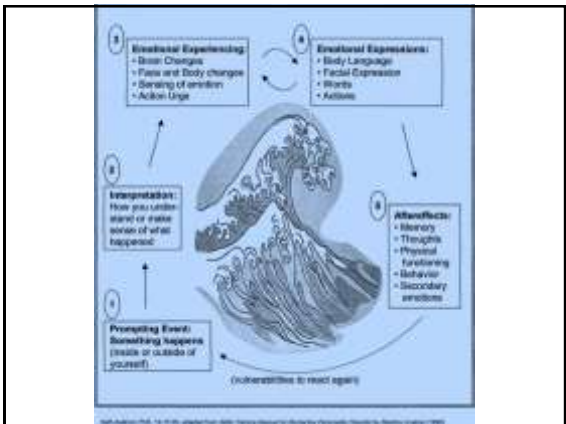 3
Emotional Experiencing:
• Brain Changes
• Face and Body changes
• Sensing of emotion
• Action Urge
4
Emotional Expressions:
• Body Language
• Facial Expression
• Words
• Actions
2
Interpretation:
How you under-
stand or make
sense of what
happened
5
Aftereffects:
• Memory
• Thoughts
• Physical
functioning
• Behavior
• Secondary
emotions
1
Prompting Event:
Something happens
(inside or outside of
yourself)
(vulnerabilities to react again)